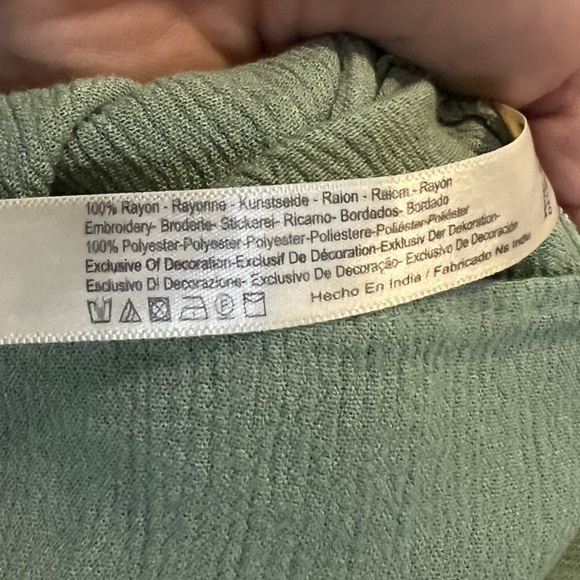 100% Rayon - Rayonne - Kunstseide - Raion - Raiom - Rayón
Embroidery- Broderie- Stickerei- Ricamo- Bordados- Bordado
100% Polyestar-Polyester-Polyester-Poliestere-Poliéster-Poliéster
Exclusive Of Decoration-Exclusif De Décoration-Exklusiv Der Dekoration-
Esclusivo Di Decorazione- Exclusivo De Decoração- Exclusivo De Decoración
Hecho En India / Fabricado Na India